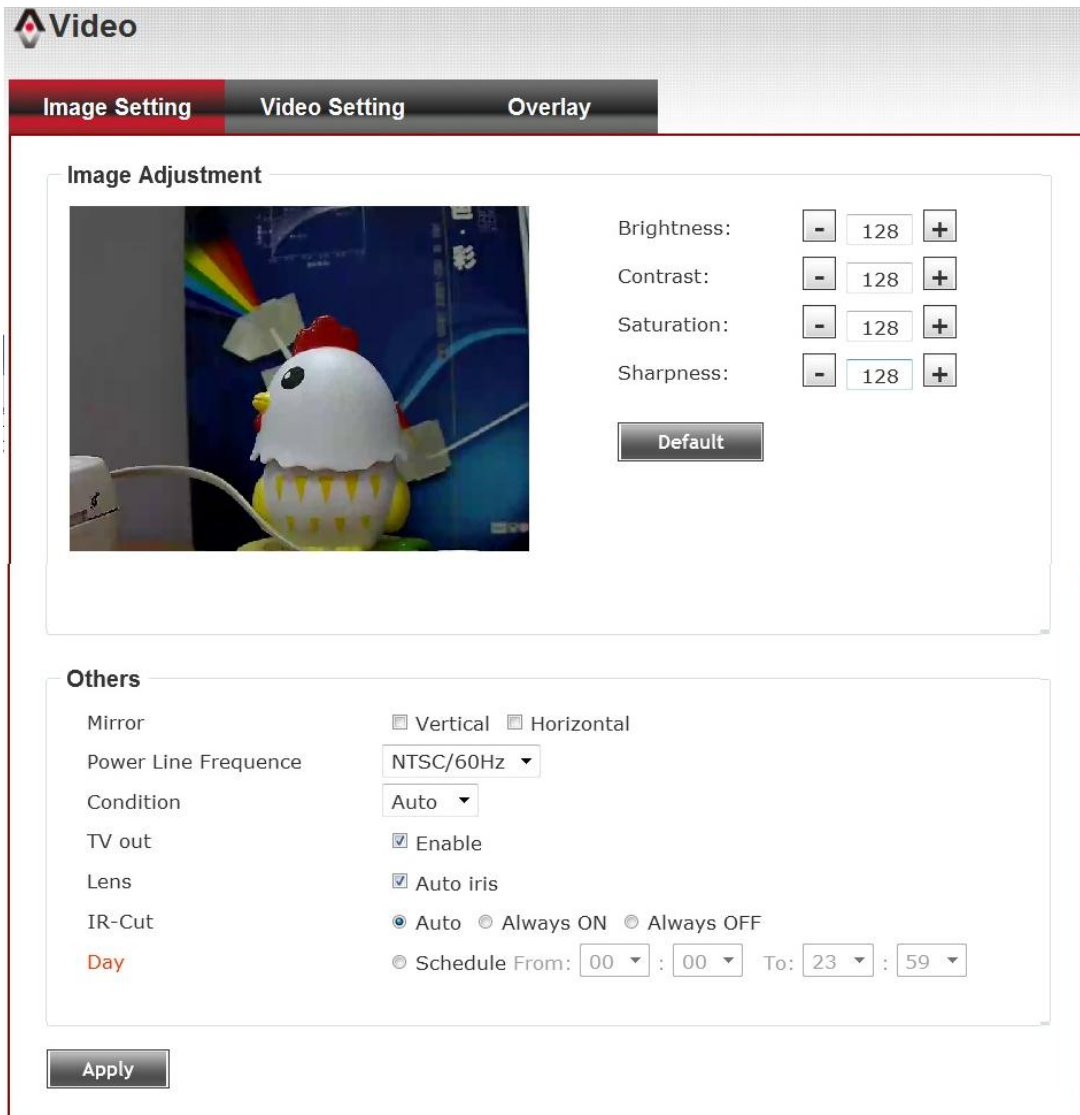 Video
Image Setting Video Setting Overlay
Image Adjustment
彩
Brightness: - 128 +
Contrast: - 128 +
Saturation: - 128 +
Sharpness: - 128 +
Default
Others
Mirror Vertical Horizontal
Power Line Frequence NTSC/60Hz
Condition Auto
TV out Enable
Lens Auto iris
IR-Cut Auto Always ON Always OFF
Day Schedule From: 00 : 00 To: 23 : 59
Apply